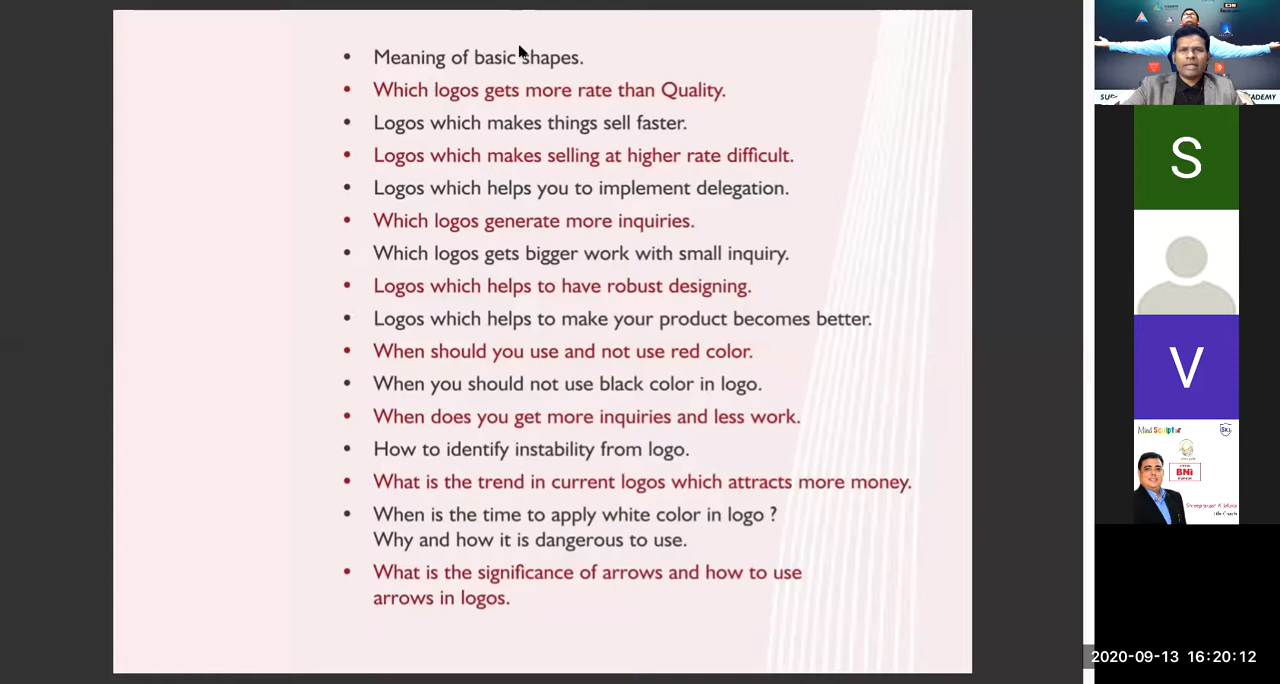 • Meaning of basic shapes.
• Which logos gets more rate than Quality.
• Logos which makes things sell faster.
• Logos which makes selling at higher rate difficult.
• Logos which helps you to implement delegation.
• Which logos generate more inquiries.
• Which logos gets bigger work with small inquiry.
• Logos which helps to have robust designing.
• Logos which helps to make your product becomes better.
• When should you use and not use red color.
• When you should not use black color in logo.
• When does you get more inquiries and less work.
• How to identify instability from logo.
• What is the trend in current logos which attracts more money.
• When is the time to apply white color in logo ?
Why and how it is dangerous to use.
• What is the significance of arrows and how to use
arrows in logos.
S
V
Mind Sculptor
BNI
Life Coach
2020-09-13 16:20:12